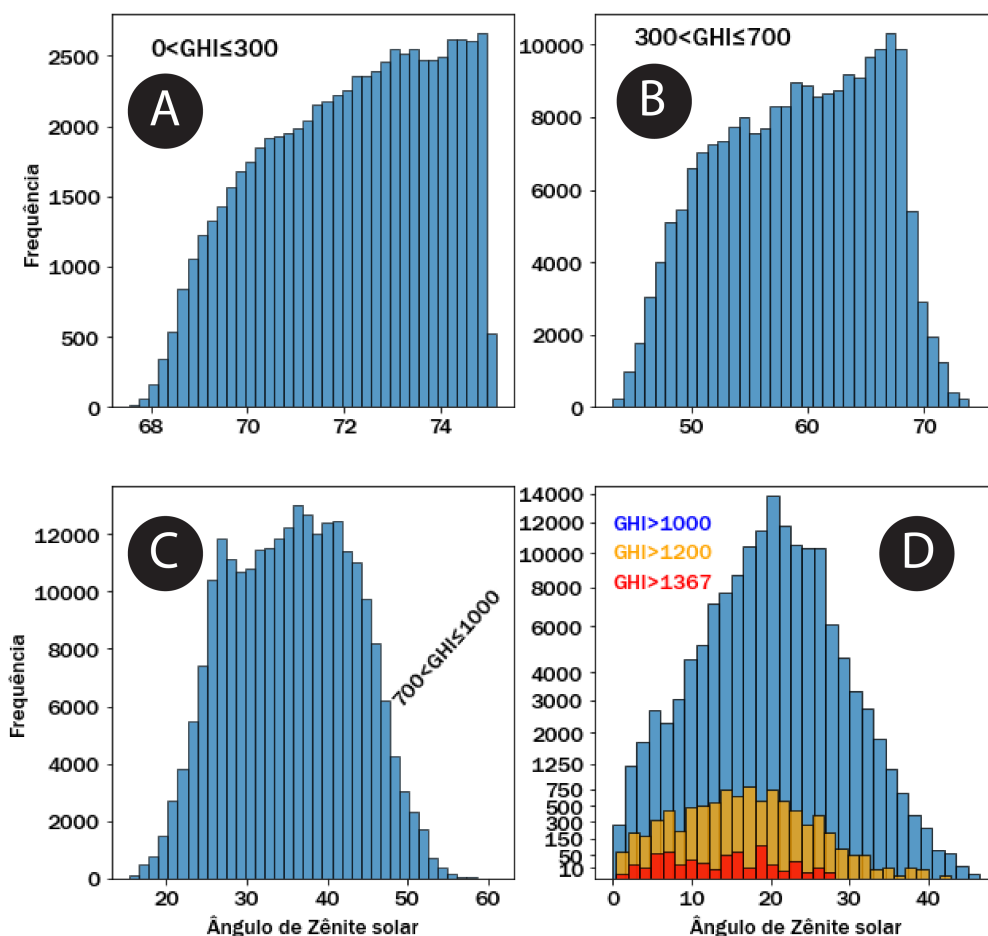 0<GHI≤300
A
Frequência
2500
2000
1500
1000
500
0
68 70 72 74
300<GHI≤700
B
10000
8000
6000
4000
2000
0
50 60 70
C
700<GHI≤1000
Frequência
12000
10000
8000
6000
4000
2000
0
20 30 40 50 60
Ângulo de Zênite solar
GHI>1000
GHI>1200
GHI>1367
D
14000
12000
10000
8000
6000
4000
3000
2000
1250
750
500
300
150
50
10
0 10 20 30 40
Ângulo de Zênite solar